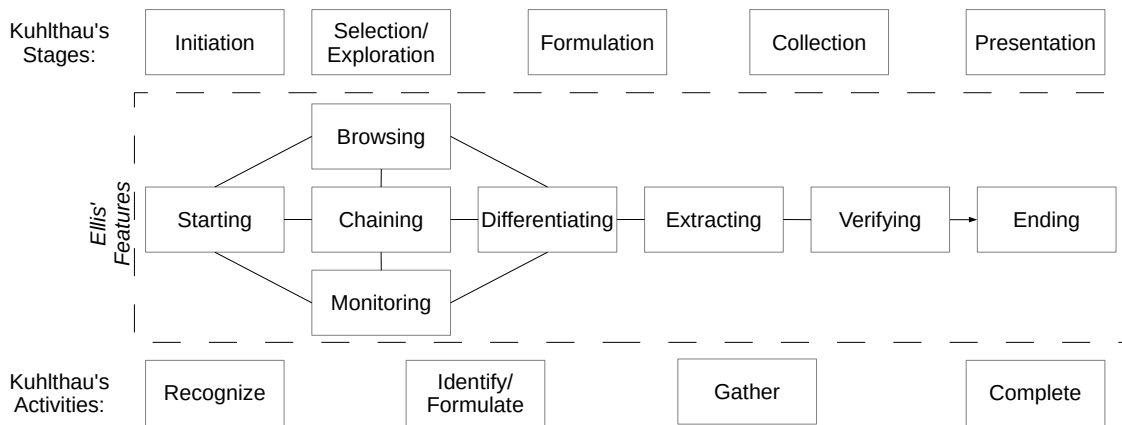 Kuhlthau's
Stages:
Initiation
Selection/
Exploration
Formulation
Collection
Presentation
Ellis'
Features
Browsing
Starting
Chaining
Differentiating
Extracting
Verifying
Ending
Monitoring
Kuhlthau's
Activities:
Recognize
Identify/
Formulate
Gather
Complete